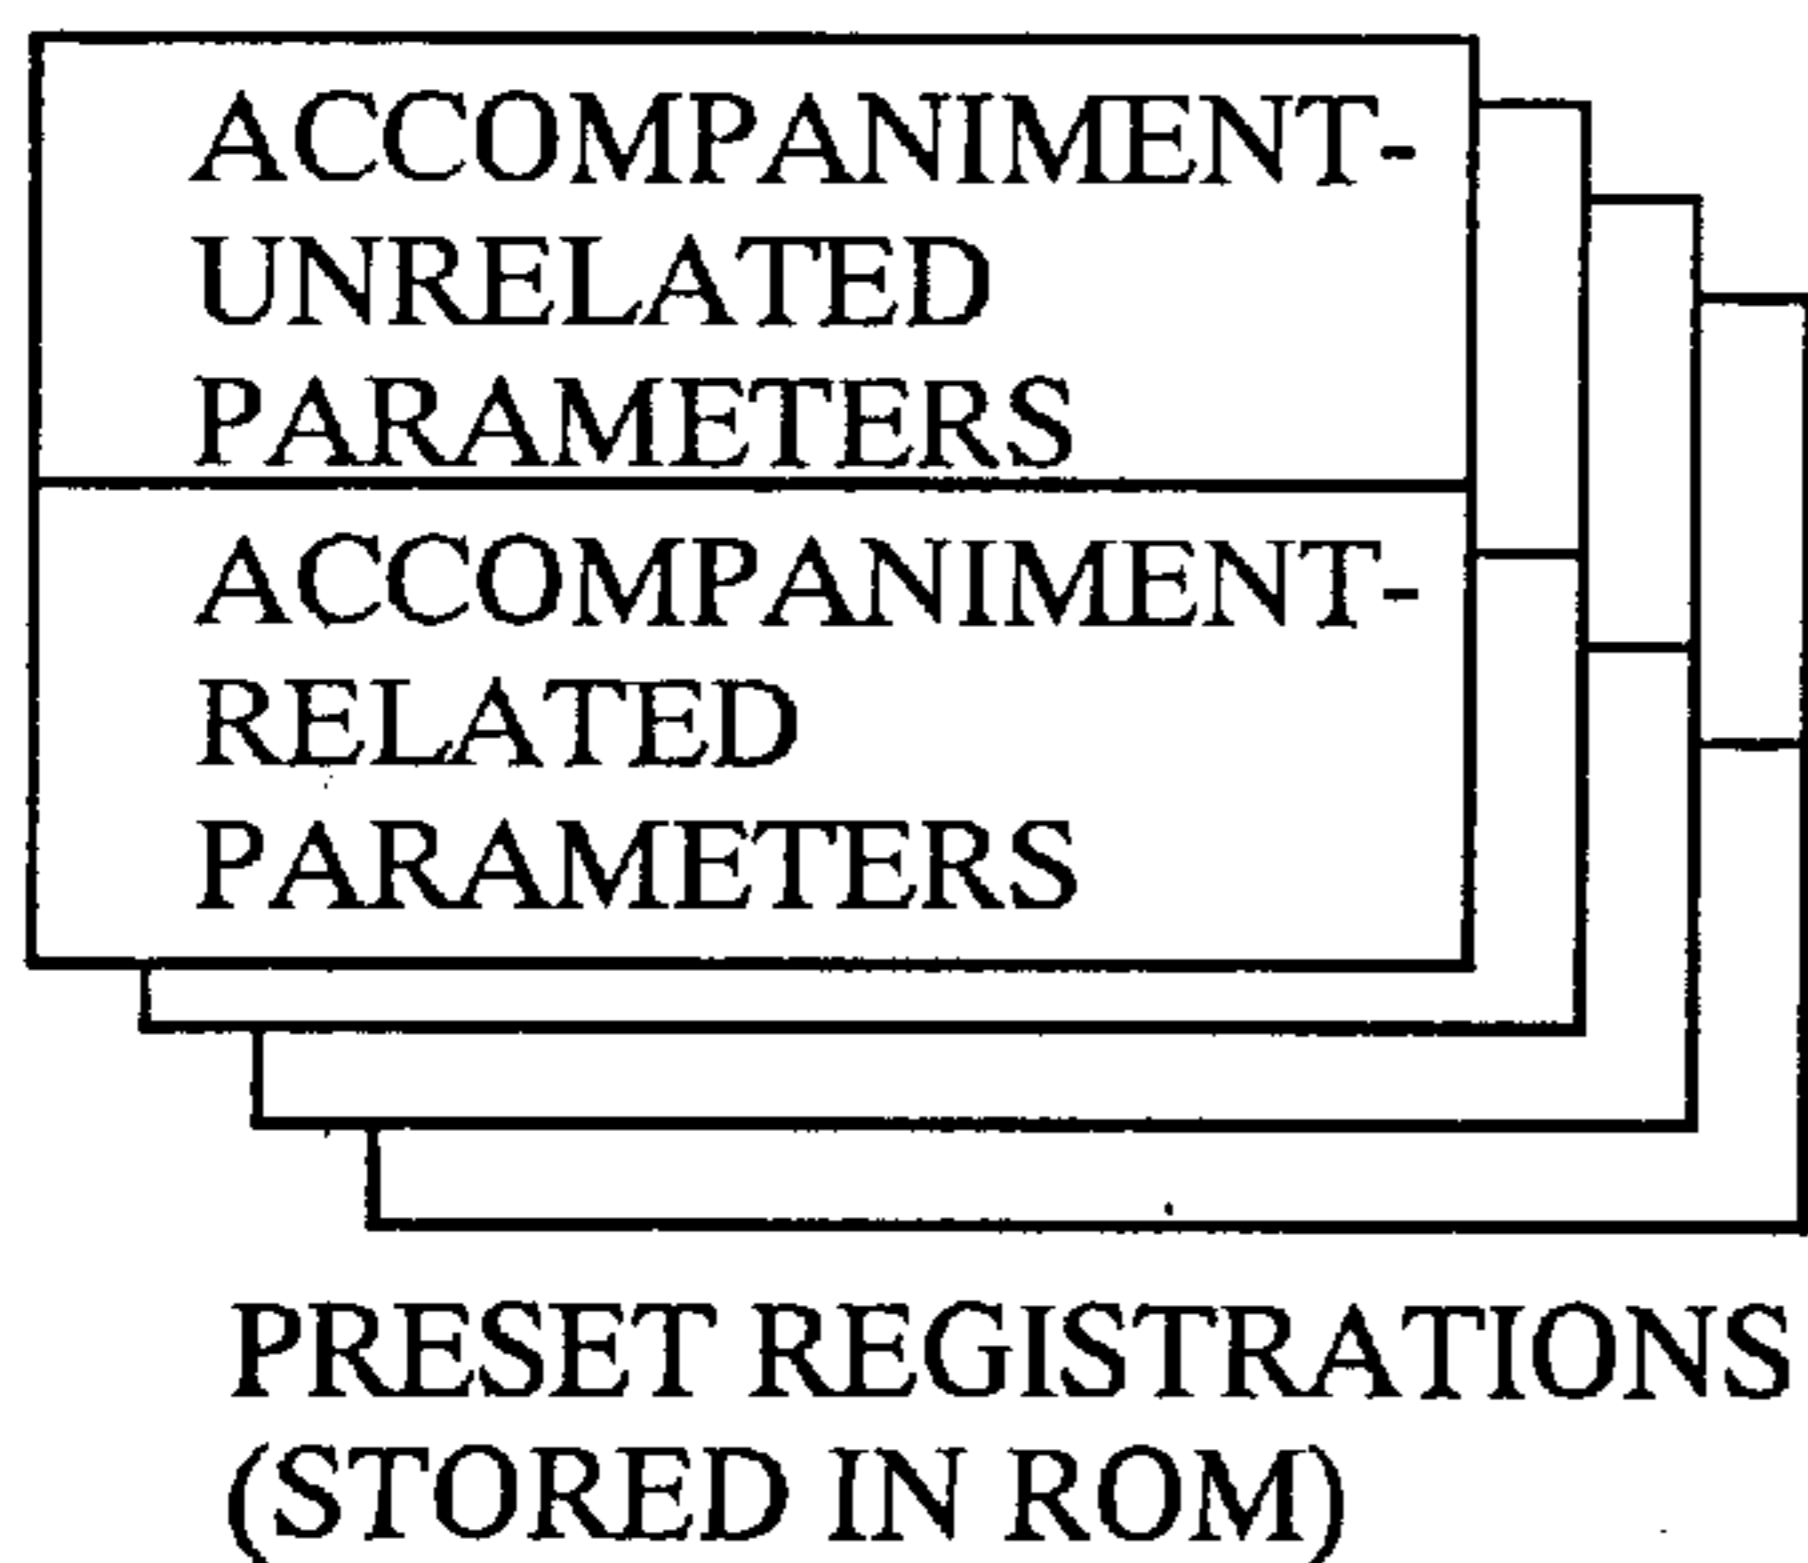 ACCOMPANIMENT-
UNRELATED
PARAMETERS
ACCOMPANIMENT-
RELATED
PARAMETERS
PRESET REGISTRATIONS
(STORED IN ROM)